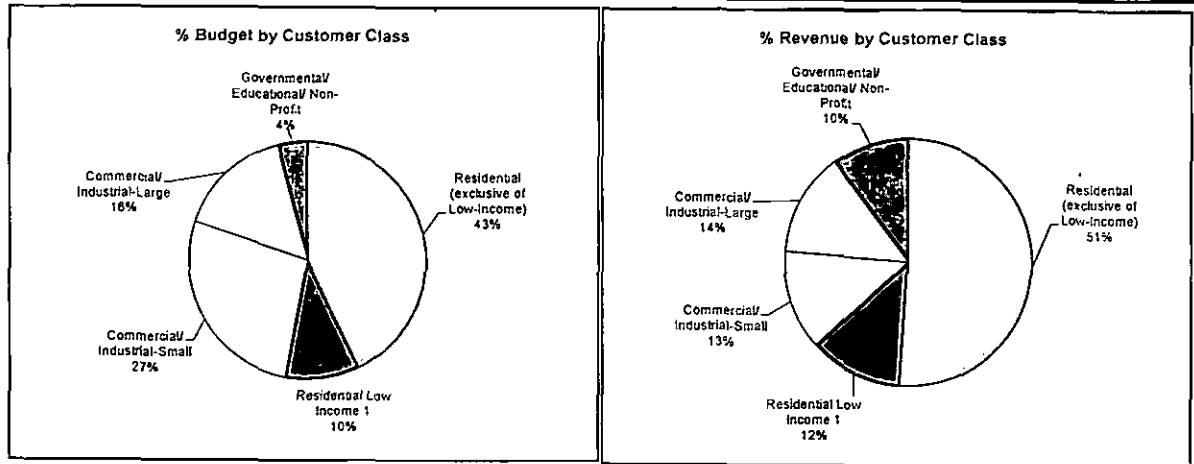 % Budget by Customer Class
Governmental/
Educational/ Non-
Profit
4%
Commercial/
Industrial-Large
16%
Residential
(exclusive of
Low-Income)
43%
Commercial/
Industrial-Small
27%
Residential Low
Income 1
10%
% Revenue by Customer Class
Governmental/
Educational/ Non-
Profit
10%
Commercial/
Industrial-Large
14%
Residential
(exclusive of
Low-Income)
51%
Commercial/
Industrial-Small
13%
Residential Low
Income 1
12%